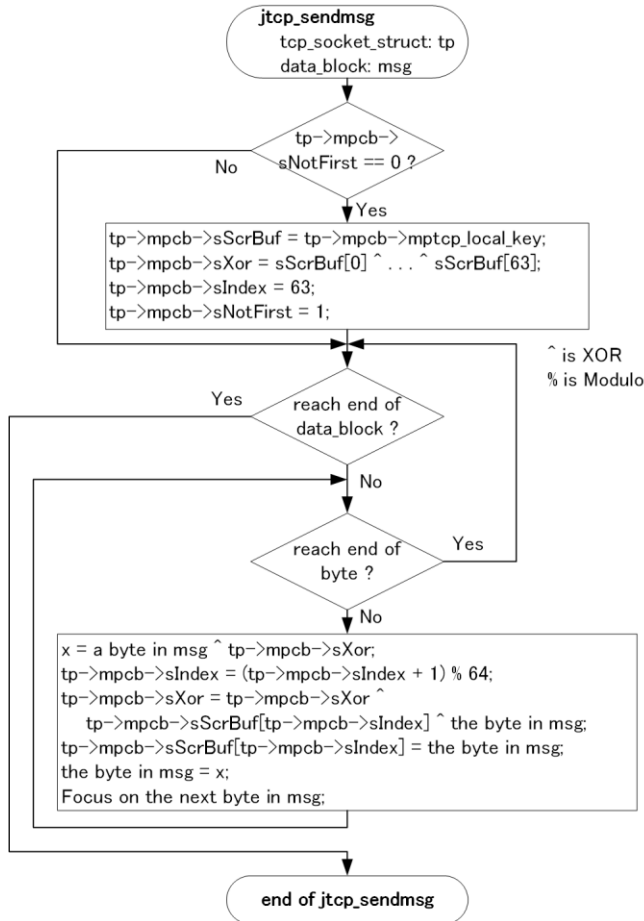 jtcp_sendmsg
tcp_socket_struct: tp
data_block: msg
tp->mpcb->
sNotFirst == 0 ?
No
Yes
tp->mpcb->sScrBuf = tp->mpcb->mptcp_local_key;
tp->mpcb->sXor = sScrBuf[0] ^ . . . ^ sScrBuf[63];
tp->mpcb->sIndex = 63;
tp->mpcb->sNotFirst = 1;
^ is XOR
% is Modulo
Yes
reach end of
data_block ?
No
reach end of
byte ?
Yes
No
x = a byte in msg ^ tp->mpcb->sXor;
tp->mpcb->sIndex = (tp->mpcb->sIndex + 1) % 64;
tp->mpcb->sXor = tp->mpcb->sXor ^
tp->mpcb->sScrBuf[tp->mpcb->sIndex] ^ the byte in msg;
tp->mpcb->sScrBuf[tp->mpcb->sIndex] = the byte in msg;
the byte in msg = x;
Focus on the next byte in msg;
end of jtcp_sendmsg